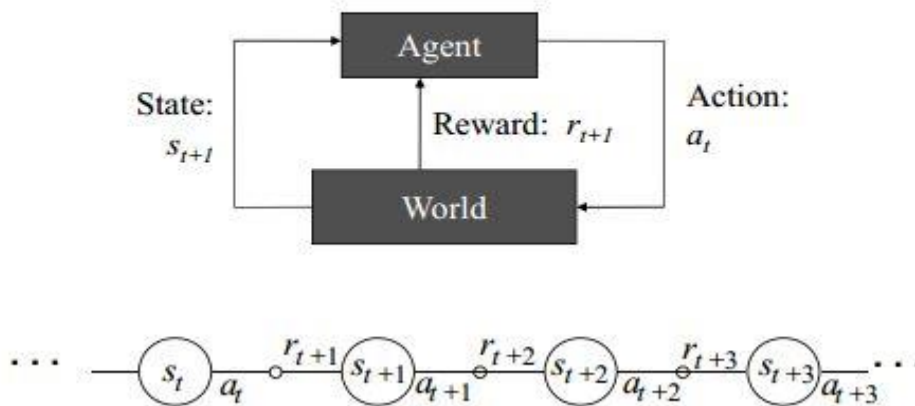 Agent
State:
s_{t+1}
Reward: r_{t+1}
Action:
a_t
World
. . . s_t a_t r_{t+1} s_{t+1} a_{t+1} r_{t+2} s_{t+2} a_{t+2} r_{t+3} s_{t+3} a_{t+3} . . .